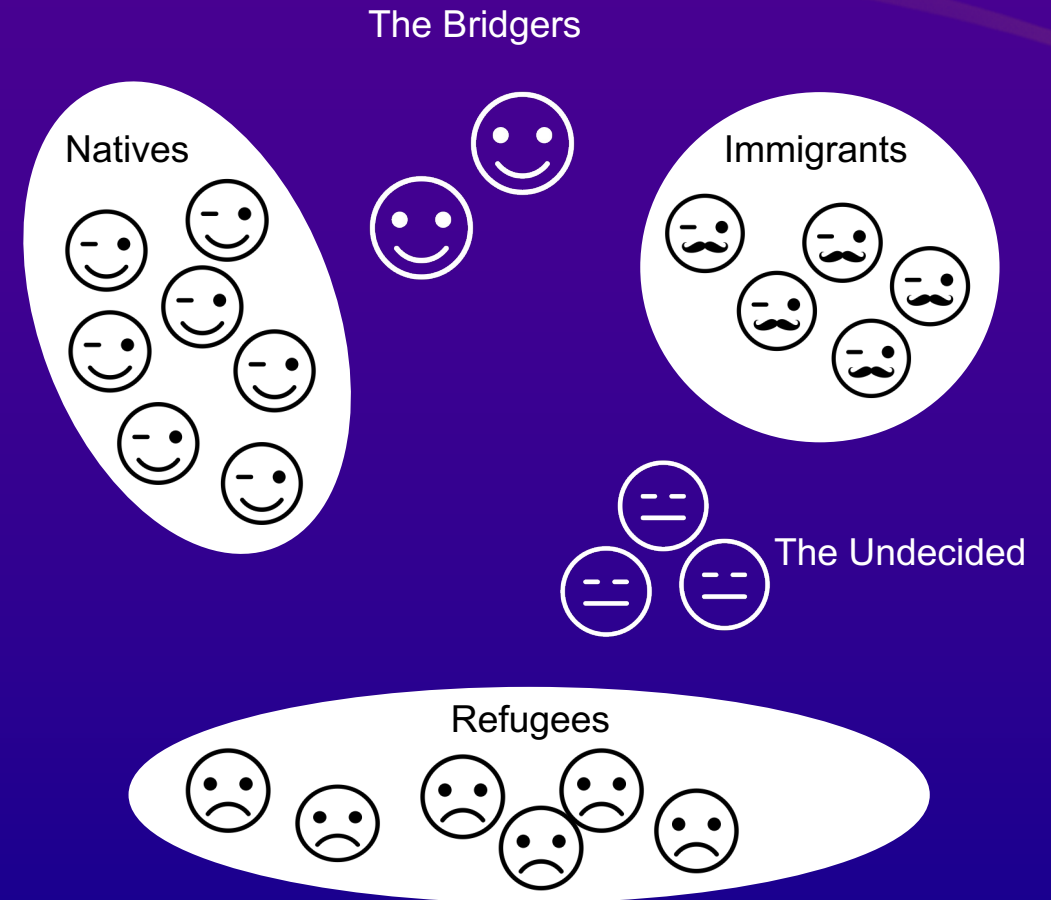 The Bridgers
Natives
Immigrants
The Undecided
Refugees